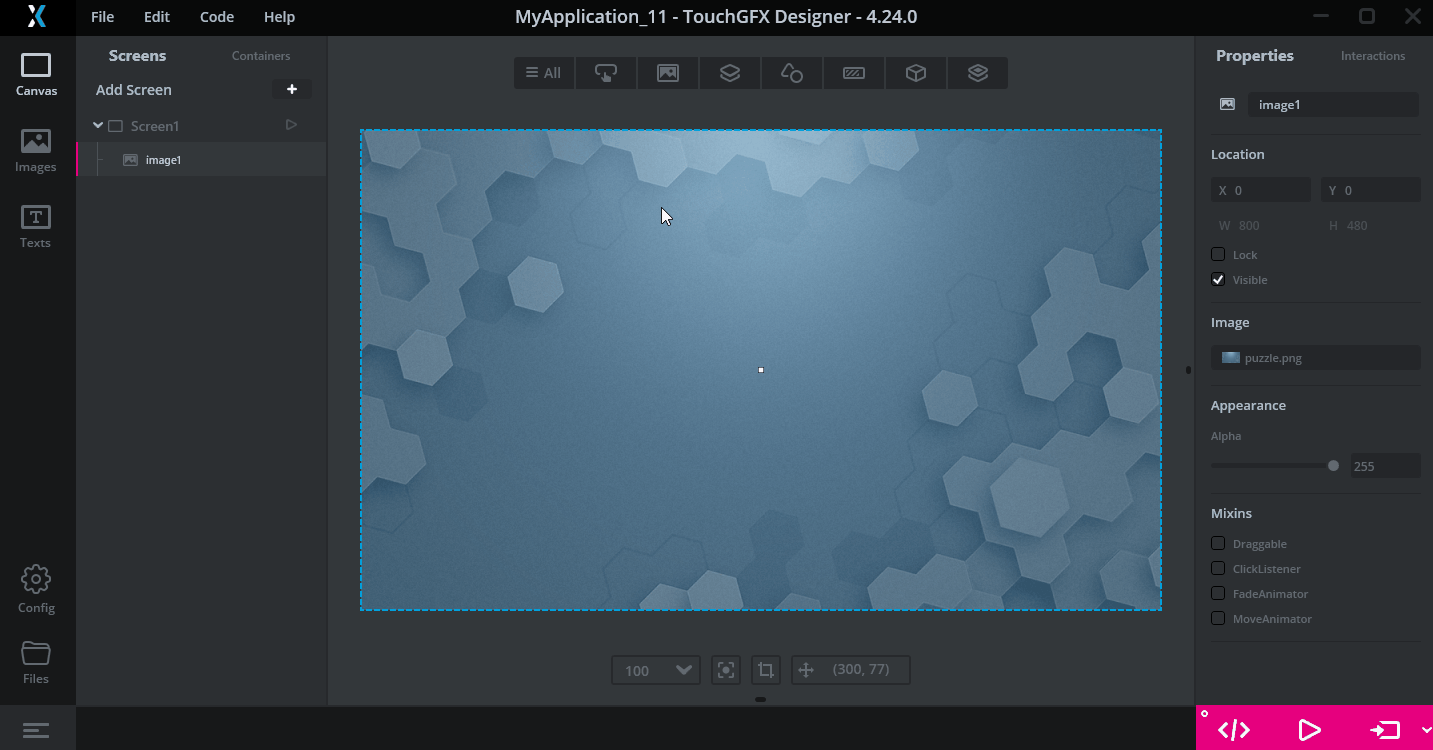 File Edit Code Help MyApplication_11 - TouchGFX Designer - 4.24.0
Canvas
Images
Texts
Config
Files
Screens Containers
Add Screen +
Screen1
image1
All
100 (300, 77)
Properties Interactions
image1
Location
X 0 Y 0
W 800 H 480
Lock
Visible
Image
puzzle.png
Appearance
Alpha
255
Mixins
Draggable
ClickListener
FadeAnimator
MoveAnimator